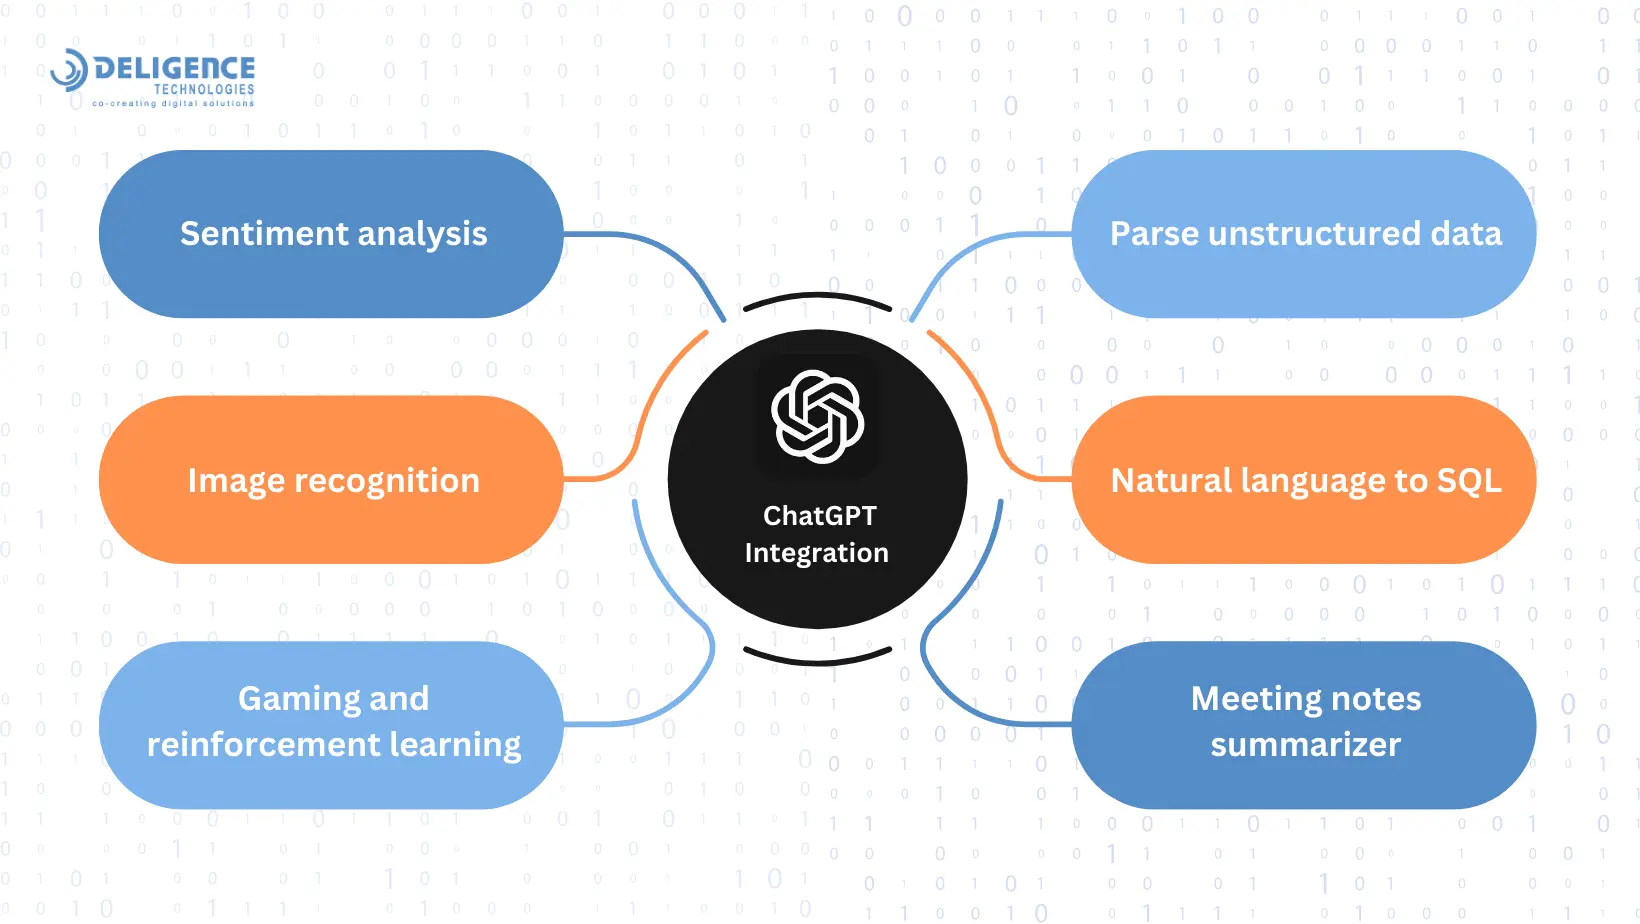 DELIGENCE
TECHNOLOGIES
co-creating digital solutions
Sentiment analysis
Parse unstructured data
Image recognition
Natural language to SQL
ChatGPT
Integration
Gaming and
reinforcement learning
Meeting notes
summarizer